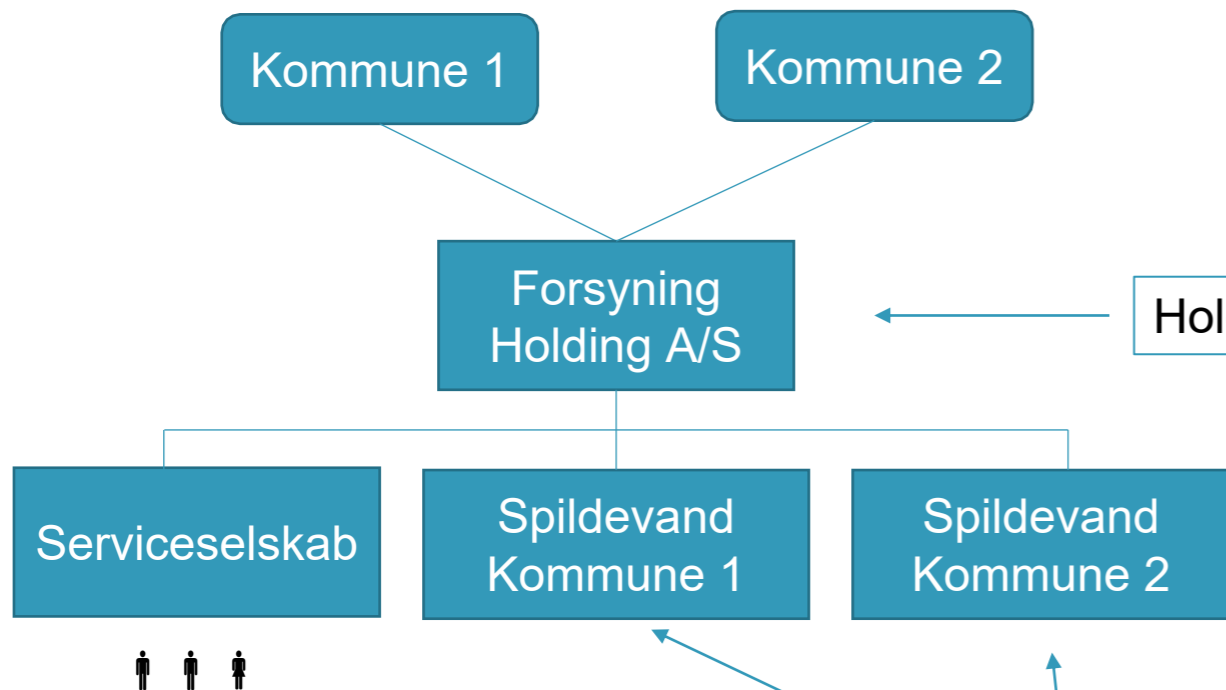 Kommune 1
Kommune 2
Forsyning
Holding A/S
Serviceselskab
Spildevand
Kommune 1
Spildevand
Kommune 2